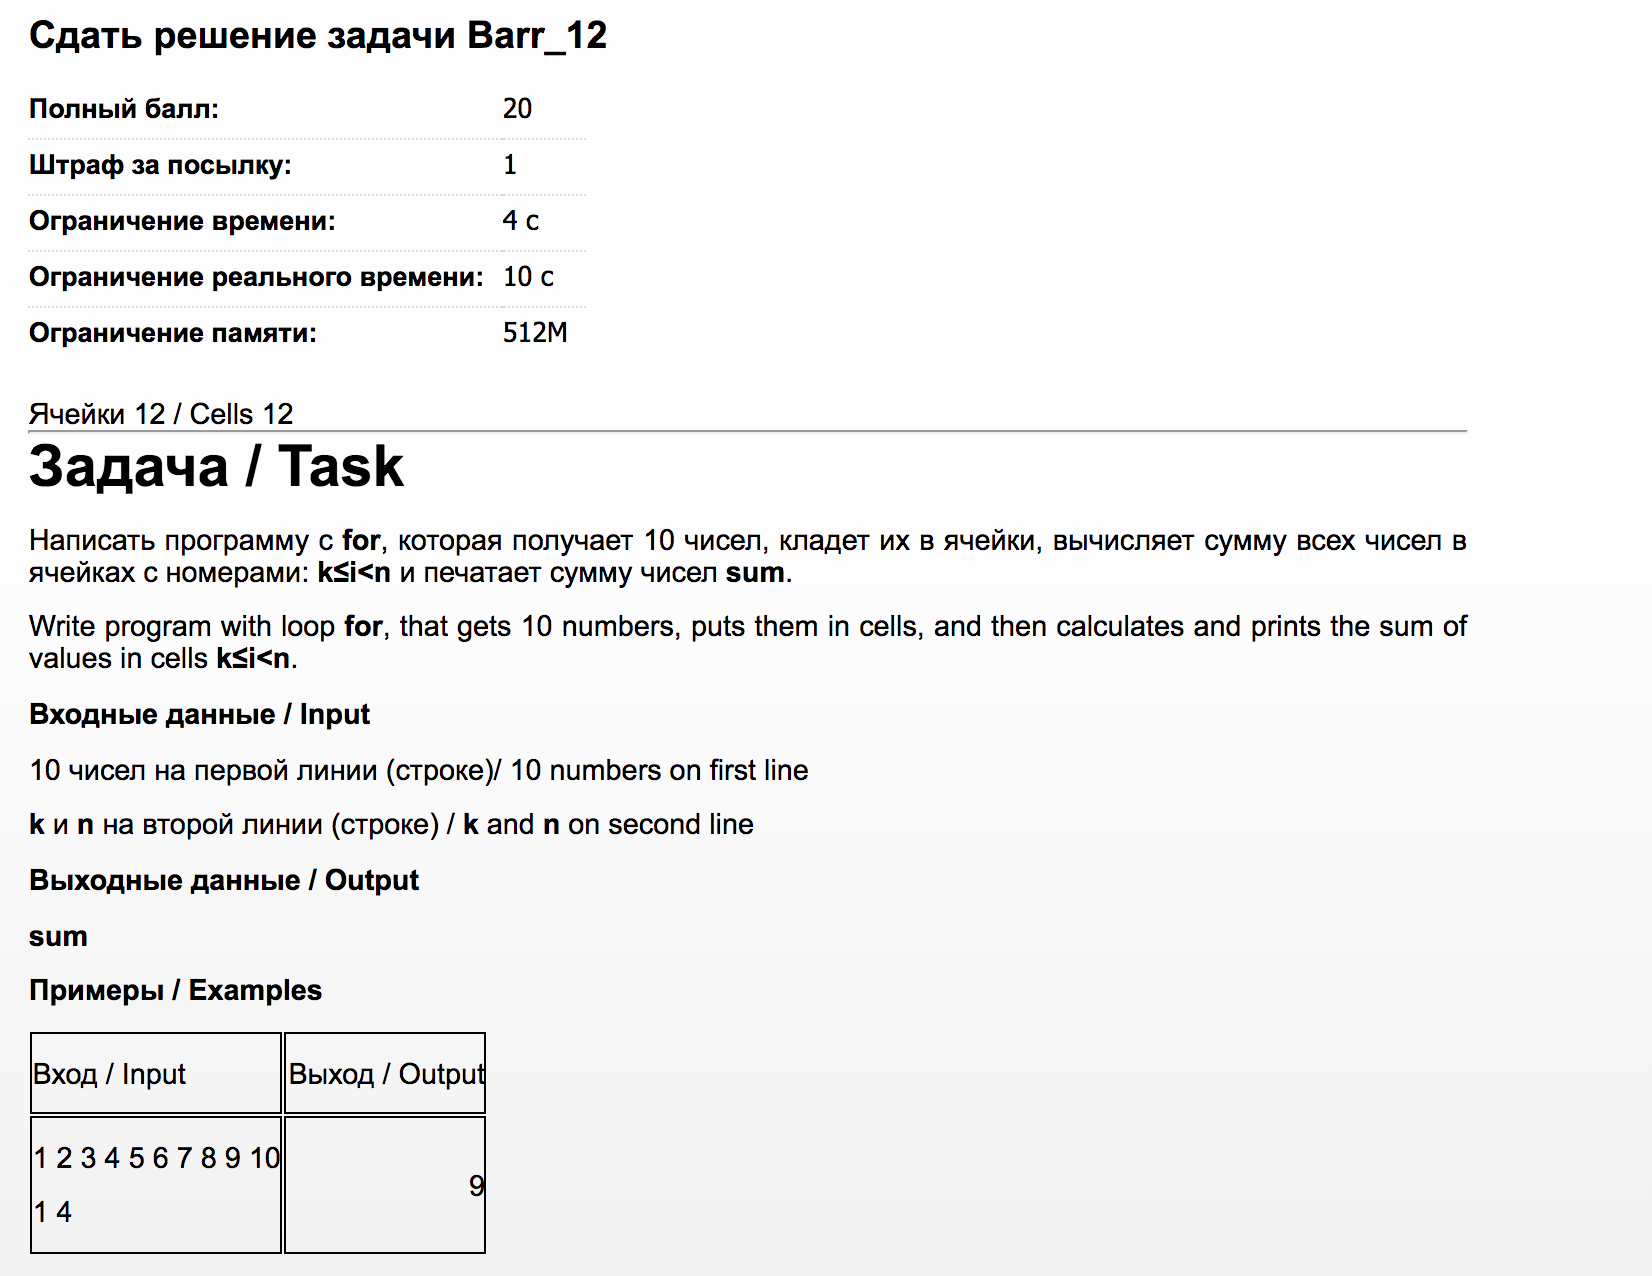 Сдать решение задачи Barr_12
Полный балл: 20
Штраф за посылку: 1
Ограничение времени: 4 с
Ограничение реального времени: 10 с
Ограничение памяти: 512M
Ячейки 12 / Cells 12
Задача / Task
Написать программу с for, которая получает 10 чисел, кладет их в ячейки, вычисляет сумму всех чисел в
ячейках с номерами: k≤i<n и печатает сумму чисел sum.
Write program with loop for, that gets 10 numbers, puts them in cells, and then calculates and prints the sum of
values in cells k≤i<n.
Входные данные / Input
10 чисел на первой линии (строке)/ 10 numbers on first line
k и n на второй линии (строке) / k and n on second line
Выходные данные / Output
sum
Примеры / Examples
Вход / Input Выход / Output
1 2 3 4 5 6 7 8 9 10
1 4
9